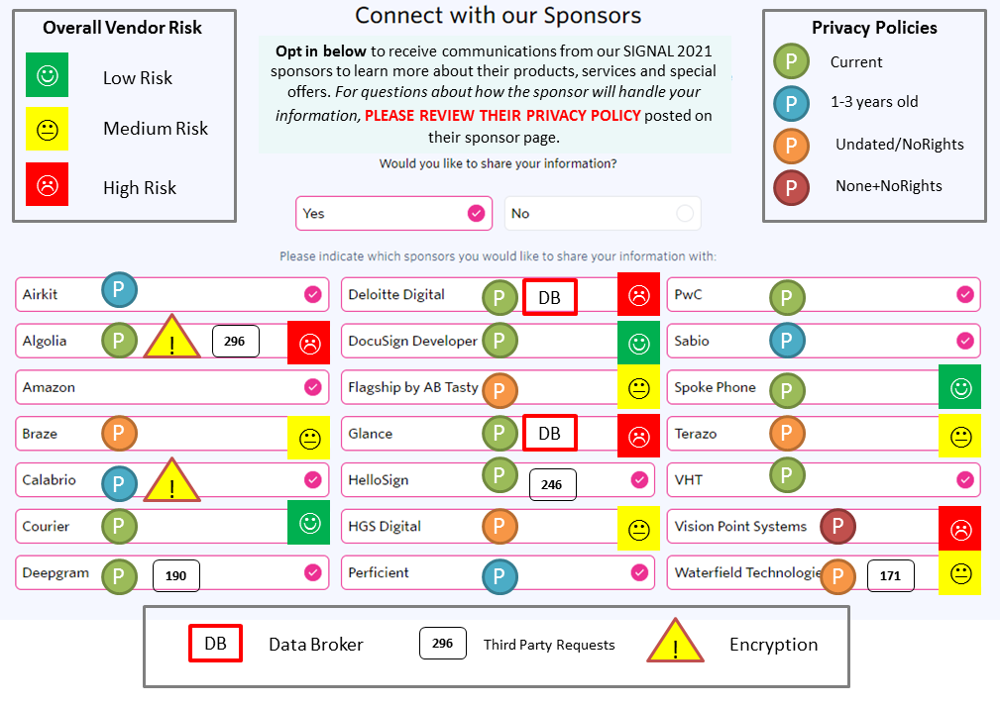 Connect with our Sponsors
Overall Vendor Risk
Low Risk
Medium Risk
High Risk
Opt in below to receive communications from our SIGNAL 2021
sponsors to learn more about their products, services and special
offers. For questions about how the sponsor will handle your
information, PLEASE REVIEW THEIR PRIVACY POLICY posted on
their sponsor page.
Privacy Policies
P Current
P 1-3 years old
P Undated/NoRights
P None+NoRights
Would you like to share your information?
Yes
No
Please indicate which sponsors you would like to share your information with:
Airkit P
Algolia P ! 296
Amazon
Braze P
Calabrio P !
Courier P
Deepgram P 190
Deloitte Digital P DB
DocuSign Developer P
Flagship by AB Tasty P
Glance P DB
HelloSign P 246
HGS Digital P
Perficient P
PwC P
Sabio P
Spoke Phone P
Terazo P
VHT P
Vision Point Systems P
Waterfield Technologie P 171
DB Data Broker
296 Third Party Requests
! Encryption